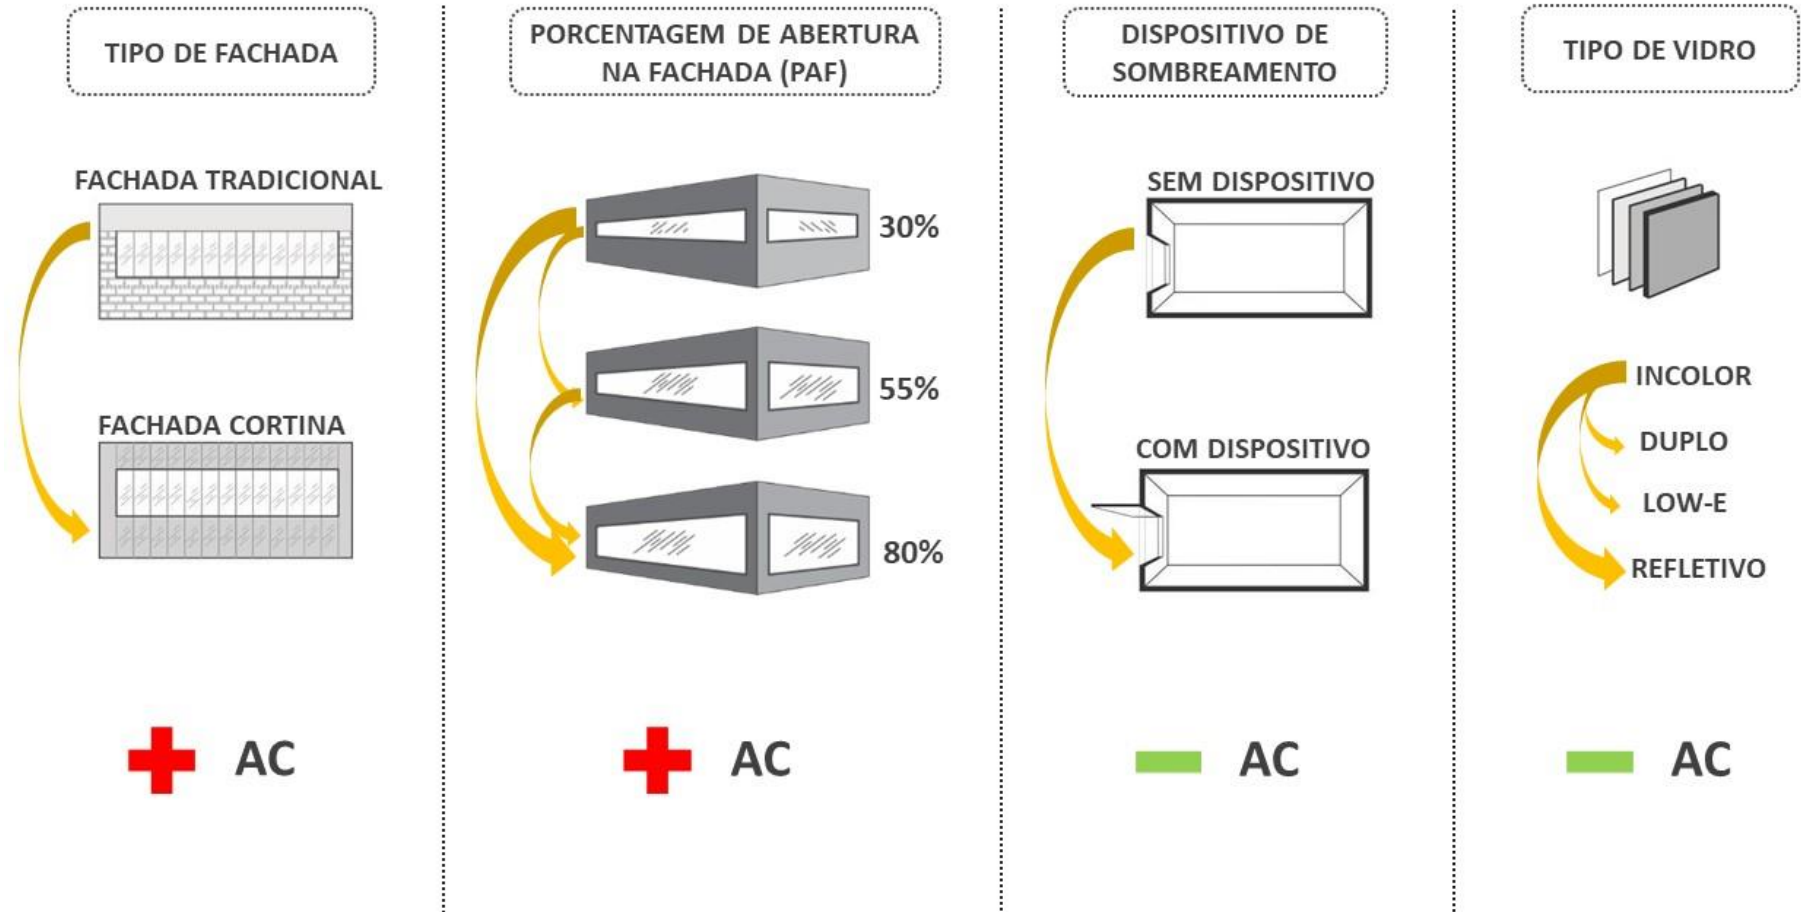 TIPO DE FACHADA
FACHADA TRADICIONAL
FACHADA CORTINA
+ AC
PORCENTAGEM DE ABERTURA
NA FACHADA (PAF)
30%
55%
80%
+ AC
DISPOSITIVO DE
SOMBREAMENTO
SEM DISPOSITIVO
COM DISPOSITIVO
- AC
TIPO DE VIDRO
INCOLOR
DUPLO
LOW-E
REFLETIVO
- AC